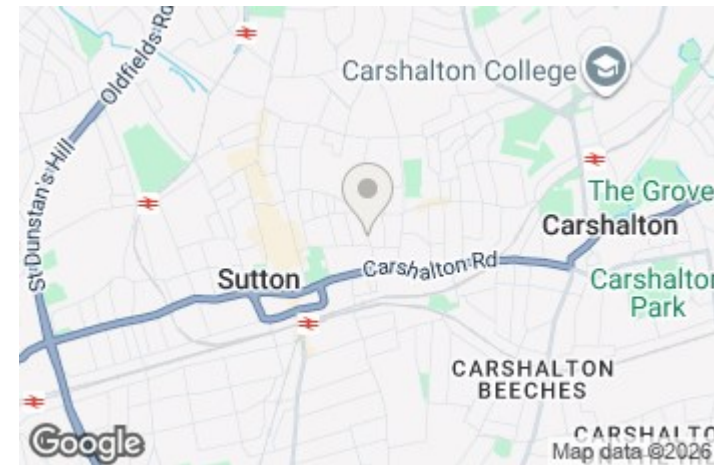 Oldfields Rd
St Dunstan's Hill
Carshalton College
The Grove
Carshalton
Carshalton Rd
Sutton
Carshalton
Park
CARSHALTON
BEECHES
CARSHALTO
Google
Map data ©2026